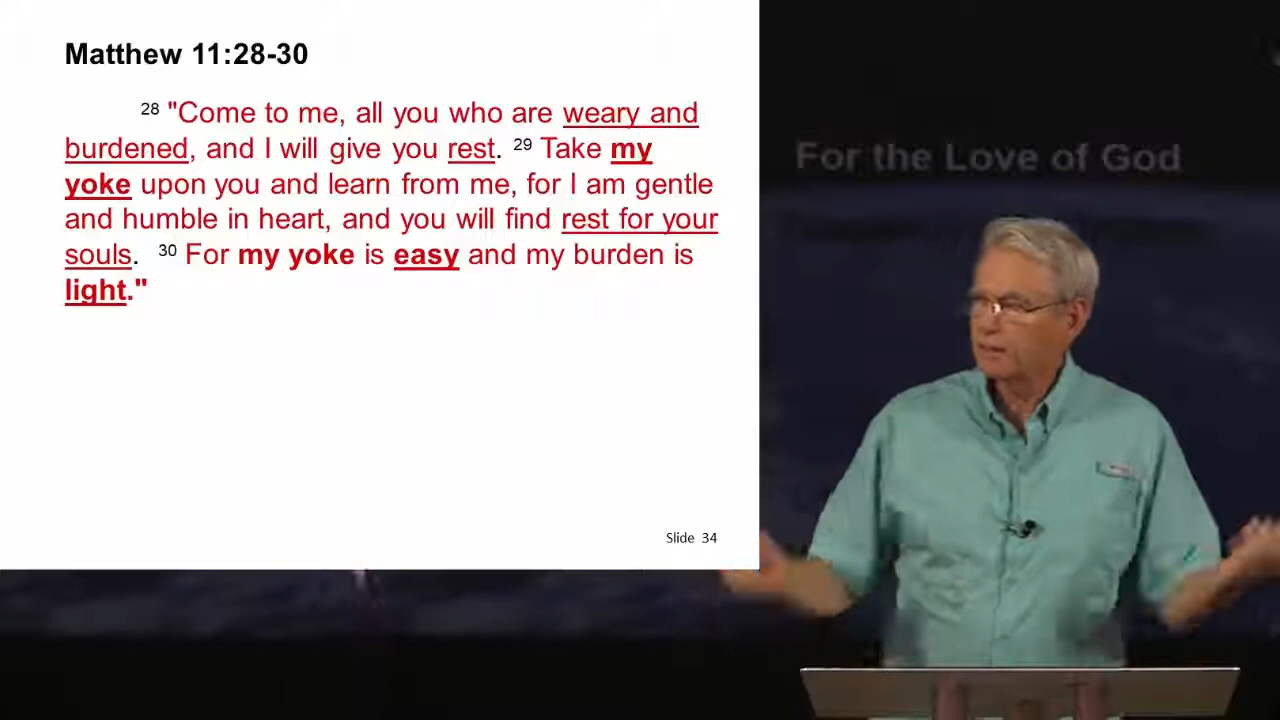 Matthew 11:28-30
28 "Come to me, all you who are weary and
burdened, and I will give you rest. 29 Take my
yoke upon you and learn from me, for I am gentle
and humble in heart, and you will find rest for your
souls. 30 For my yoke is easy and my burden is
light."
Slide 34
For the Love of God